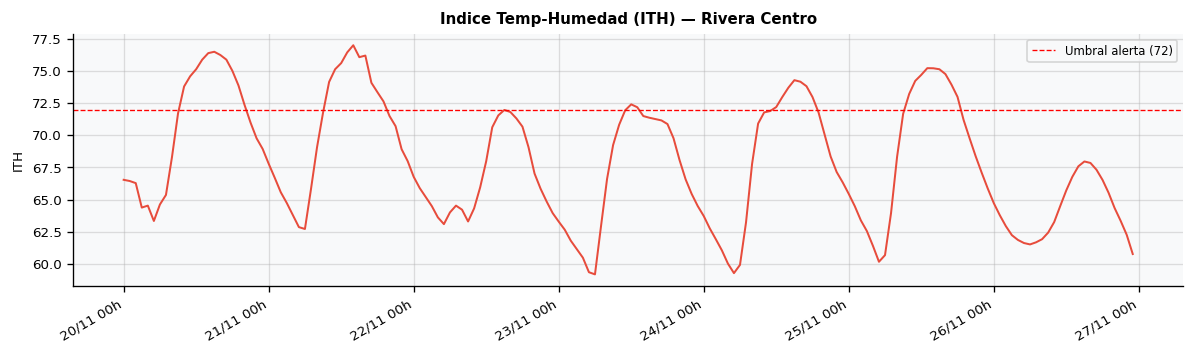 Indice Temp-Humedad (ITH) — Rivera Centro
Umbral alerta (72)
ITH
77.5
75.0
72.5
70.0
67.5
65.0
62.5
60.0
20/11 00h
21/11 00h
22/11 00h
23/11 00h
24/11 00h
25/11 00h
26/11 00h
27/11 00h